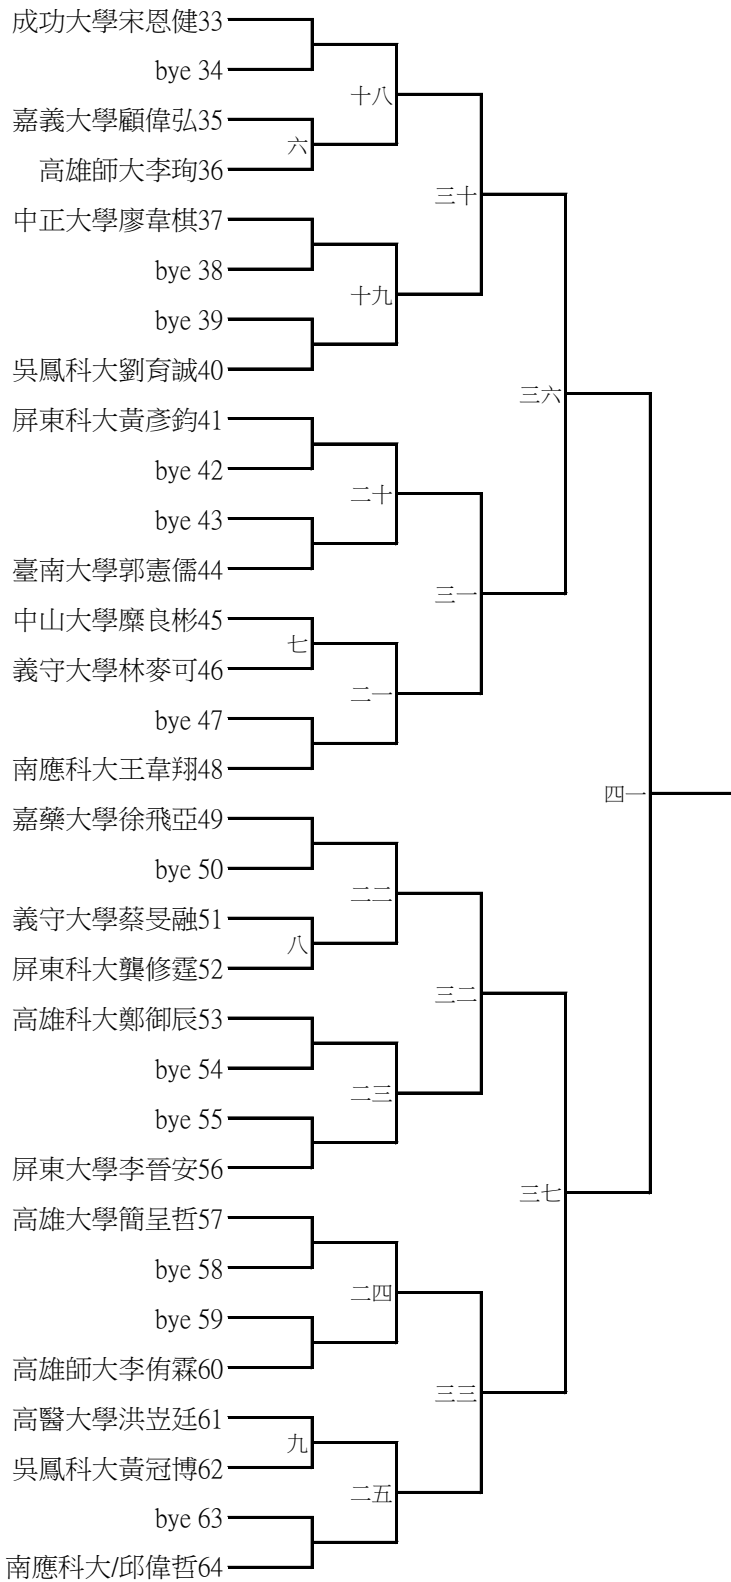 成功大學宋恩健33
bye 34
十八
嘉義大學顧偉弘35
六
高雄師大李珣36
三十
中正大學廖韋棋37
bye 38
十九
bye 39
吳鳳科大劉育誠40
三六
屏東科大黃彥鈞41
bye 42
二十
bye 43
臺南大學郭憲儒44
三一
中山大學糜良彬45
七
義守大學林麥可46
二一
bye 47
南應科大王韋翔48
四一
嘉藥大學徐飛亞49
bye 50
二二
義守大學蔡旻融51
八
屏東科大龔修霆52
三二
高雄科大鄭御辰53
bye 54
二三
bye 55
屏東大學李晉安56
三七
高雄大學簡呈哲57
bye 58
二四
bye 59
高雄師大李侑霖60
三三
高醫大學洪岦廷61
九
吳鳳科大黃冠博62
二五
bye 63
南應科大/邱偉哲64